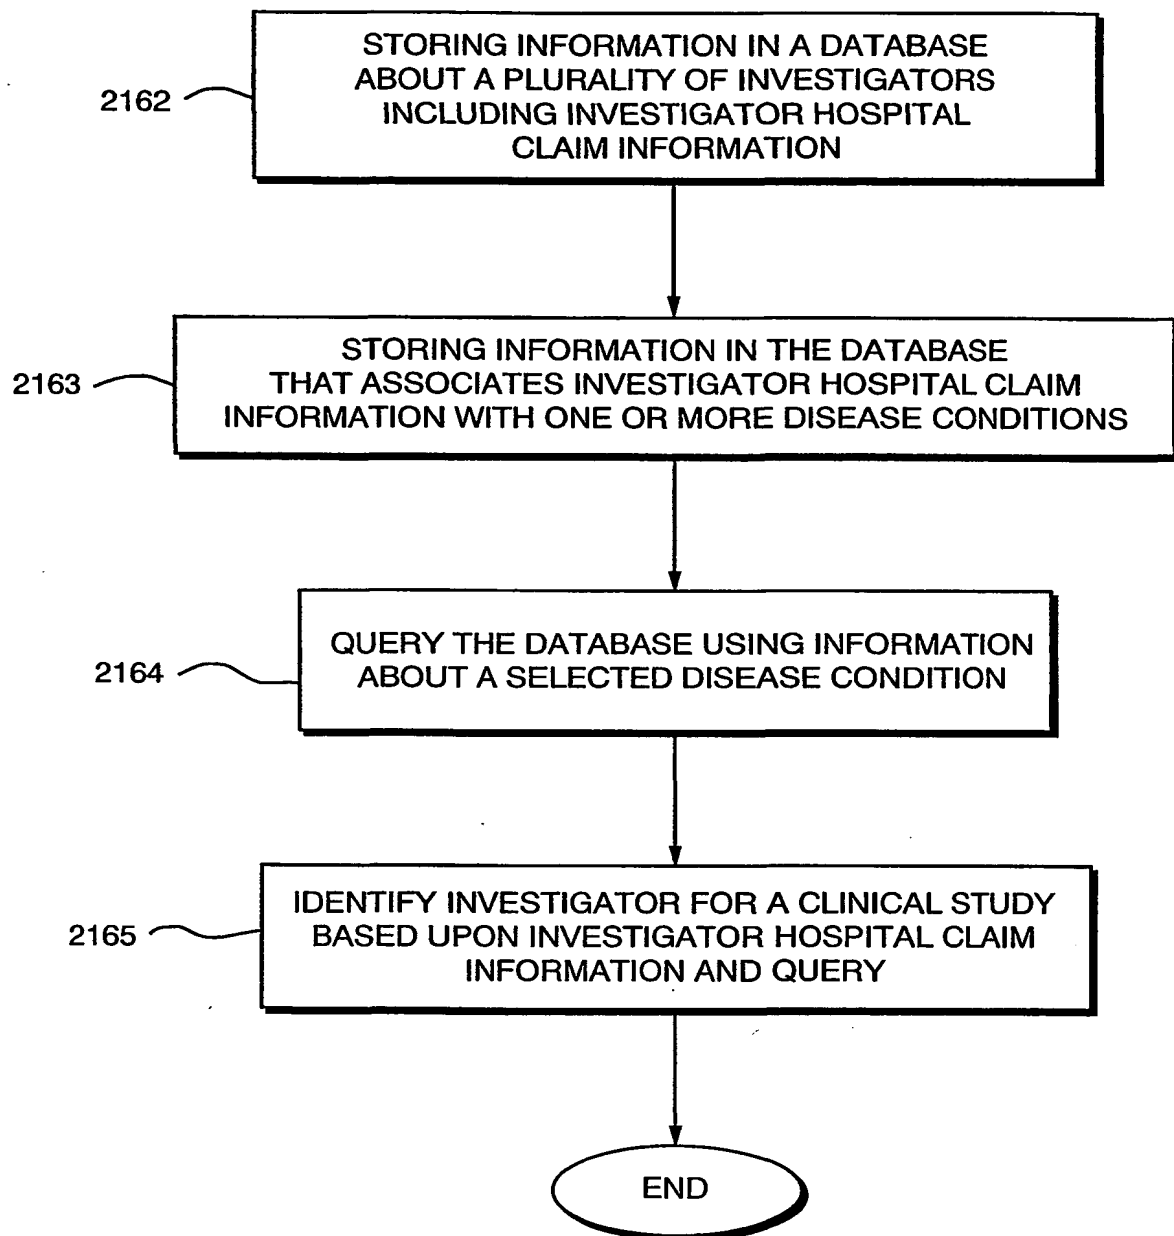 STORING INFORMATION IN A DATABASE
ABOUT A PLURALITY OF INVESTIGATORS
INCLUDING INVESTIGATOR HOSPITAL
CLAIM INFORMATION
2162
STORING INFORMATION IN THE DATABASE
THAT ASSOCIATES INVESTIGATOR HOSPITAL CLAIM
INFORMATION WITH ONE OR MORE DISEASE CONDITIONS
2163
QUERY THE DATABASE USING INFORMATION
ABOUT A SELECTED DISEASE CONDITION
2164
IDENTIFY INVESTIGATOR FOR A CLINICAL STUDY
BASED UPON INVESTIGATOR HOSPITAL CLAIM
INFORMATION AND QUERY
2165
END